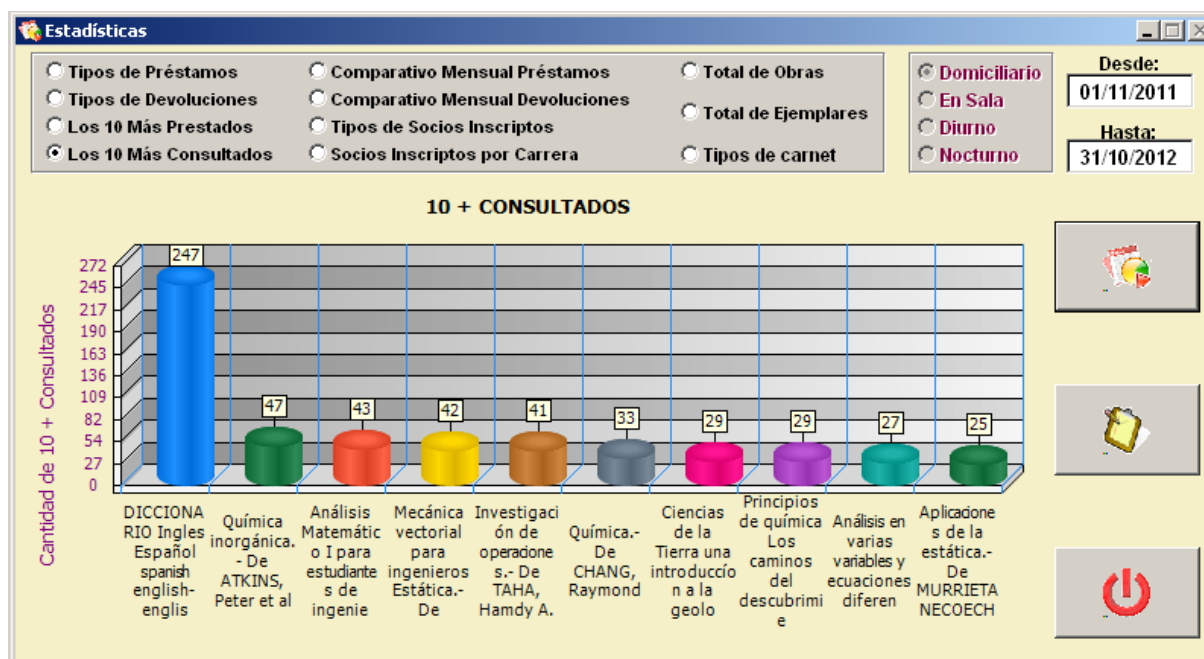 Estadísticas
Tipos de Préstamos
Tipos de Devoluciones
Los 10 Más Prestados
Los 10 Más Consultados
Comparativo Mensual Préstamos
Comparativo Mensual Devoluciones
Tipos de Socios Inscriptos
Socios Inscriptos por Carrera
Total de Obras
Total de Ejemplares
Tipos de carnet
Domiciliario
En Sala
Diurno
Nocturno
Desde:
01/11/2011
Hasta:
31/10/2012
10 + CONSULTADOS
Cantidad de 10 + Consultados
272
245
217
190
163
136
109
82
54
27
0
247
47
43
42
41
33
29
29
27
25
DICCIONA
RIO Ingles
Español
spanish
english-
englis
Química
inorgánica.
- De
ATKINS,
Peter et al
Análisis
Matemátic
o I para
estudiante
s de
ingenie
Mecánica
vectorial
para
ingenieros
Estática.-
De
Investigaci
ón de
operacione
s.- De
TAHA,
Hamdy A.
Química.-
De
CHANG,
Raymond
Ciencias
de la
Tierra una
introduccío
n a la
geolo
Principios
de química
Los
caminos
del
descubrimi
e
Análisis en
varias
variables y
ecuaciones
diferen
Aplicacione
s de la
estática.-
De
MURRIETA
NECOECH